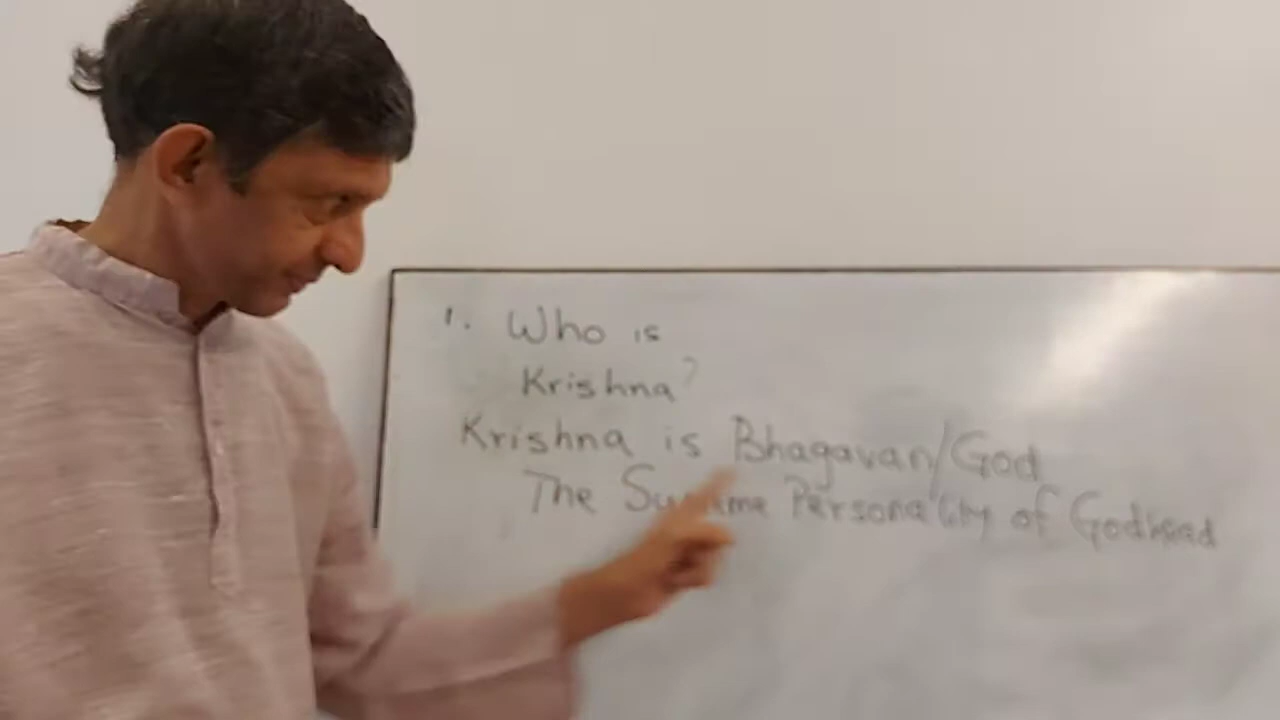 1. Who is
Krishna?
Krishna is Bhagavan/God
The Personality of Godhead